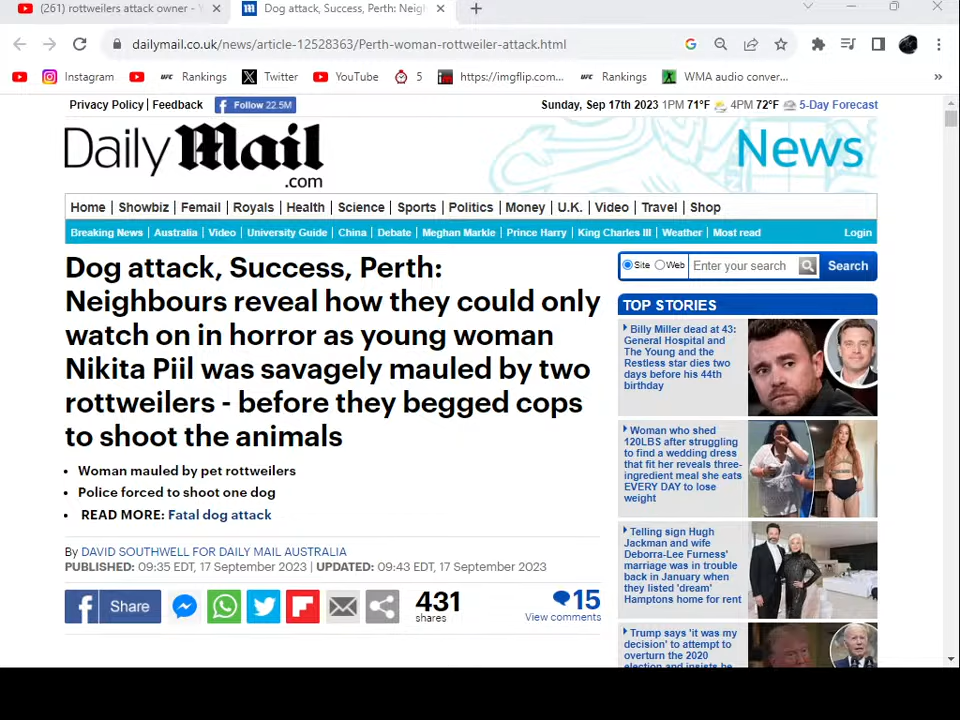 (261) rottweilers attack owner -
Dog attack, Success, Perth: Neigh
dailymail.co.uk/news/article-12528363/Perth-woman-rottweiler-attack.html
Instagram
UFC Rankings
Twitter
YouTube
5
https://imgflip.com...
UFC Rankings
WMA audio conver...
»
Privacy Policy | Feedback
Follow 22.5M
Sunday, Sep 17th 2023 1PM 71°F 4PM 72°F 5-Day Forecast
Daily Mail
.com
News
Home | Showbiz | Femail | Royals | Health | Science | Sports | Politics | Money | U.K. | Video | Travel | Shop
Breaking News | Australia | Video | University Guide | China | Debate | Meghan Markle | Prince Harry | King Charles III | Weather | Most read
Login
Dog attack, Success, Perth:
Neighbours reveal how they could only
watch on in horror as young woman
Nikita Piil was savagely mauled by two
rottweilers - before they begged cops
to shoot the animals
• Woman mauled by pet rottweilers
• Police forced to shoot one dog
• READ MORE: Fatal dog attack
By DAVID SOUTHWELL FOR DAILY MAIL AUSTRALIA
PUBLISHED: 09:35 EDT, 17 September 2023 | UPDATED: 09:43 EDT, 17 September 2023
Share
431
shares
15
View comments
Site Web Enter your search Search
TOP STORIES
Billy Miller dead at 43:
General Hospital and
The Young and the
Restless star dies two
days before his 44th
birthday
Woman who shed
120LBS after struggling
to find a wedding dress
that fit her reveals three-
ingredient meal she eats
EVERY DAY to lose
weight
Telling sign Hugh
Jackman and wife
Deborra-Lee Furness'
marriage was in trouble
back in January when
they listed 'dream'
Hamptons home for rent
Trump says 'it was my
decision' to attempt to
overturn the 2020
election and insists he